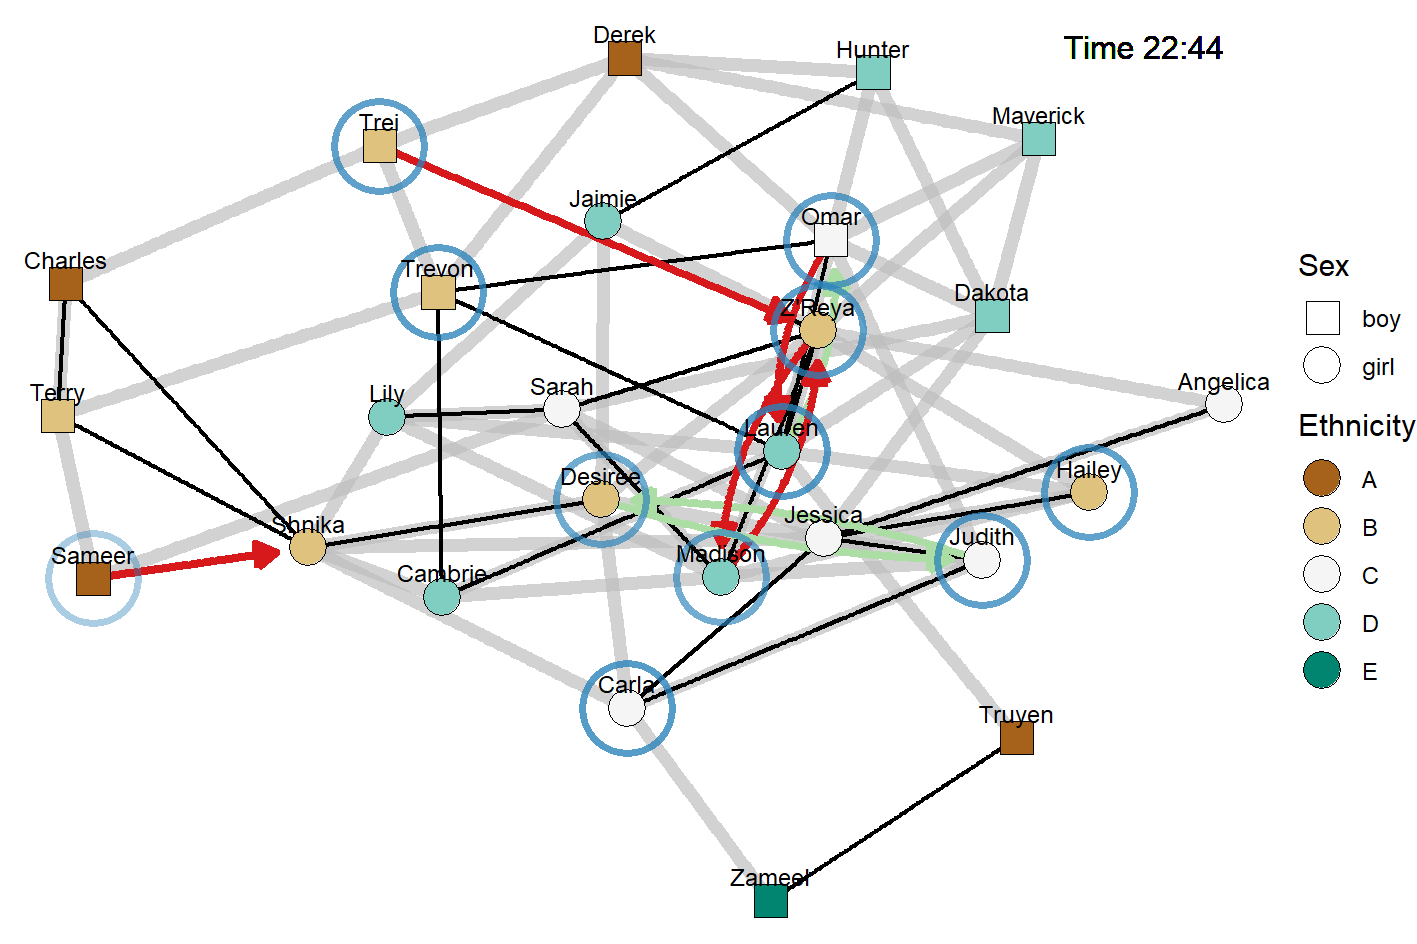 Derek
Hunter
Time 22:44
Maverick
Trei
Jaimie
Omar
Charles
Trevon
Z'Reya
Dakota
Sex
boy
girl
Terry
Lily
Sarah
Angelica
Lauren
Ethnicity
Desiree
Hailey
A
Shnika
Jessica
B
Sameer
Cambrie
Madison
Judith
C
D
Carla
E
Truyen
Zameel